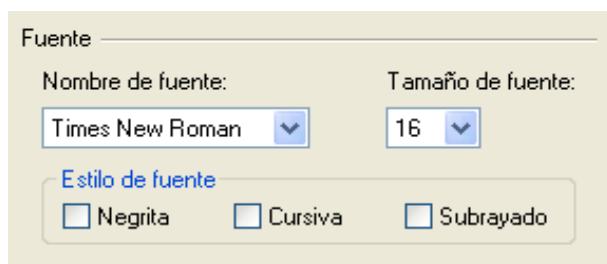 Fuente
Nombre de fuente: Tamaño de fuente:
Times New Roman 16
Estilo de fuente
Negrita Cursiva Subrayado